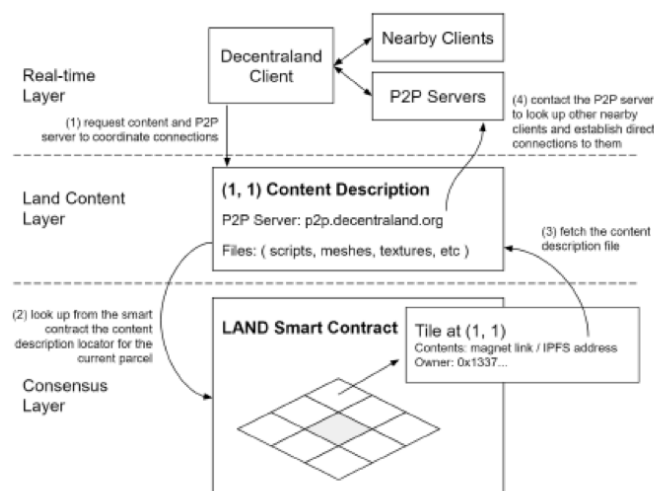 Decentraland
Client
Nearby Clients
P2P Servers
Real-time
Layer
(1) request content and P2P
server to coordinate connections
(4) contact the P2P server
to look up other nearby
clients and establish direct
connections to them
Land Content
Layer
(1, 1) Content Description
P2P Server: p2p.decentraland.org
Files: ( scripts, meshes, textures, etc )
(3) fetch the content
description file
(2) look up from the smart
contract the content
description locator for the
current parcel
LAND Smart Contract
Tile at (1, 1)
Contents: magnet link / IPFS address
Owner: 0x1337...
Consensus
Layer